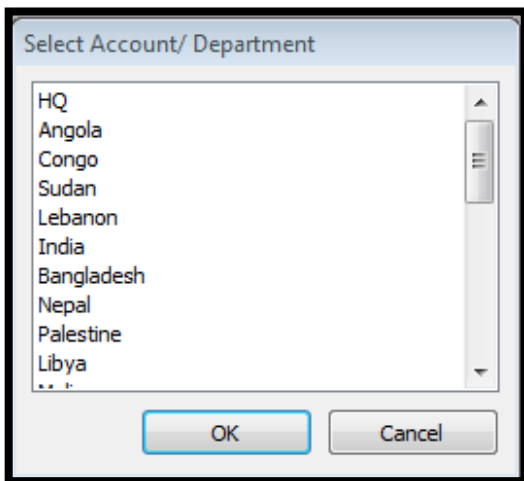 Select Account/ Department
HQ
Angola
Congo
Sudan
Lebanon
India
Bangladesh
Nepal
Palestine
Libya
OK
Cancel